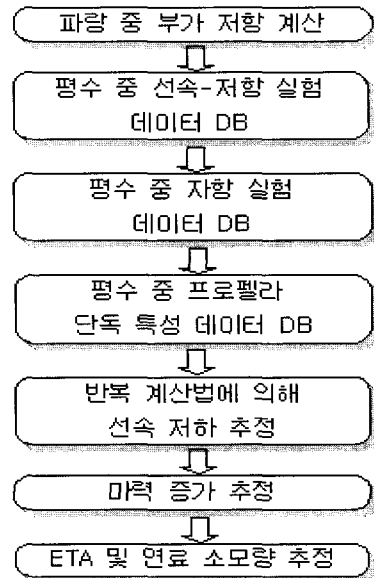 파랑 중 부가 저항 계산
평수 중 선속-저항 실험
데이터 DB
평수 중 자항 실험
데이터 DB
평수 중 프로펠라
단독 특성 데이터 DB
반복 계산법에 의해
선속 저하 추정
마력 증가 추정
ETA 및 연료 소모량 추정